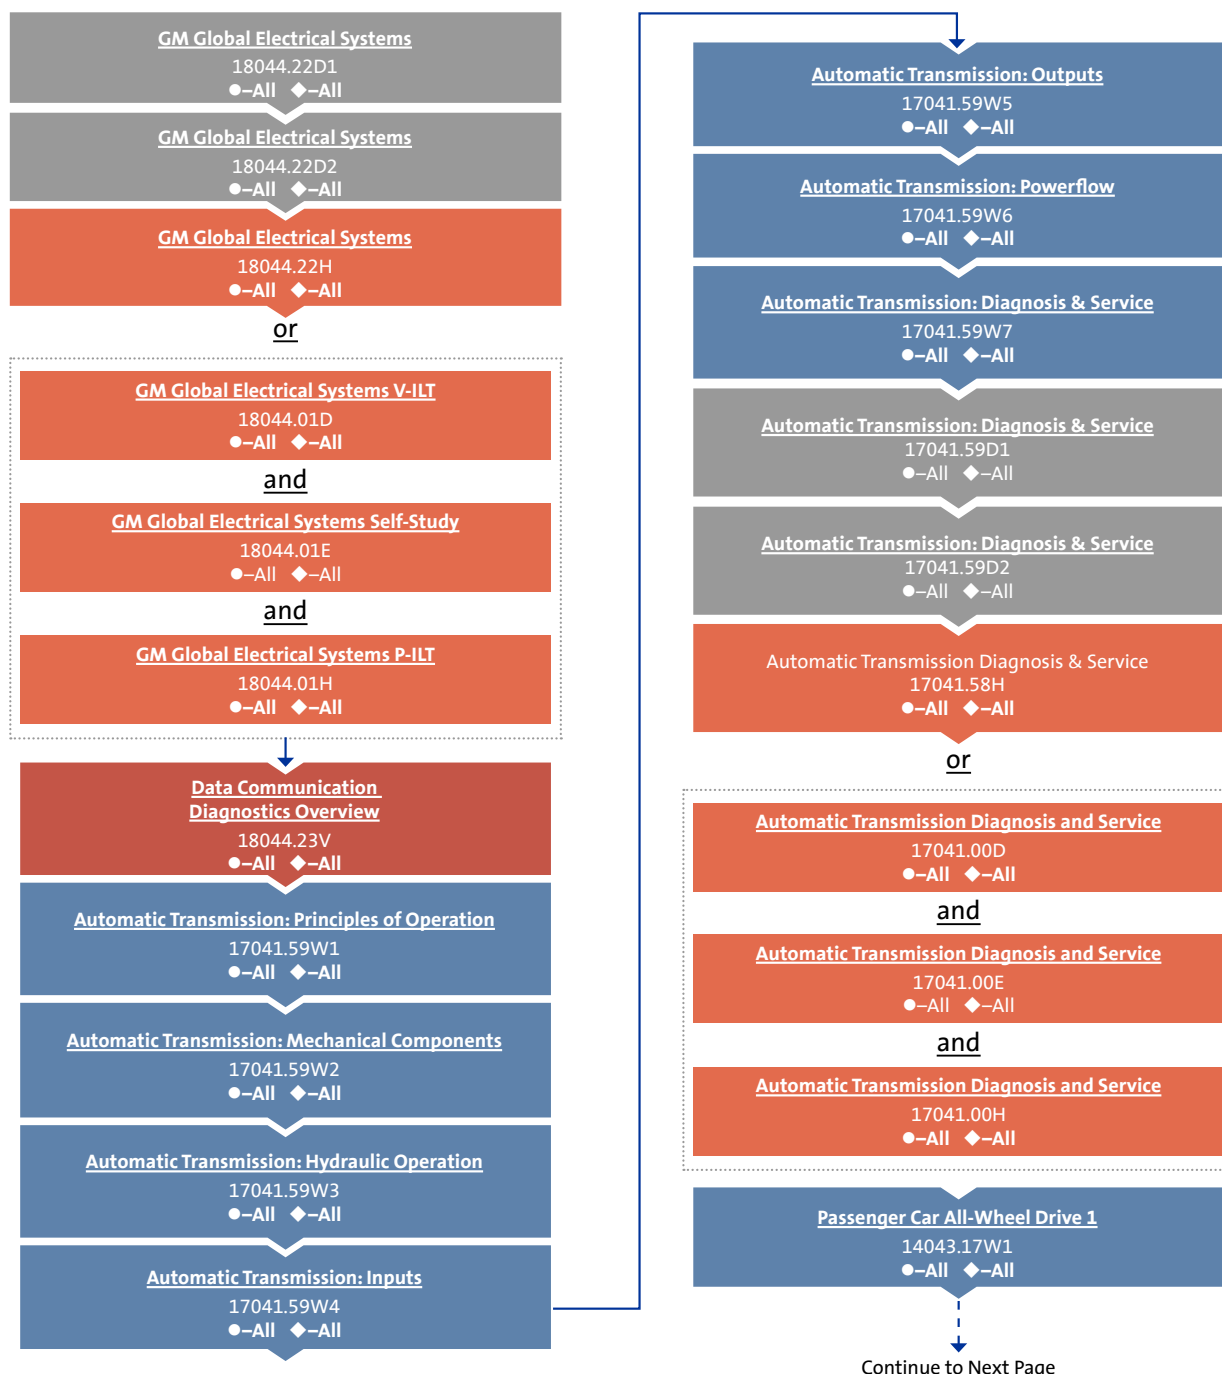 GM Global Electrical Systems
18044.22D1
●–All ◆–All
GM Global Electrical Systems
18044.22D2
●–All ◆–All
GM Global Electrical Systems
18044.22H
●–All ◆–All
or
GM Global Electrical Systems V-ILT
18044.01D
●–All ◆–All
and
GM Global Electrical Systems Self-Study
18044.01E
●–All ◆–All
and
GM Global Electrical Systems P-ILT
18044.01H
●–All ◆–All
Data Communication
Diagnostics Overview
18044.23V
●–All ◆–All
Automatic Transmission: Principles of Operation
17041.59W1
●–All ◆–All
Automatic Transmission: Mechanical Components
17041.59W2
●–All ◆–All
Automatic Transmission: Hydraulic Operation
17041.59W3
●–All ◆–All
Automatic Transmission: Inputs
17041.59W4
●–All ◆–All
Automatic Transmission: Outputs
17041.59W5
●–All ◆–All
Automatic Transmission: Powerflow
17041.59W6
●–All ◆–All
Automatic Transmission: Diagnosis & Service
17041.59W7
●–All ◆–All
Automatic Transmission: Diagnosis & Service
17041.59D1
●–All ◆–All
Automatic Transmission: Diagnosis & Service
17041.59D2
●–All ◆–All
Automatic Transmission Diagnosis & Service
17041.58H
●–All ◆–All
or
Automatic Transmission Diagnosis and Service
17041.00D
●–All ◆–All
and
Automatic Transmission Diagnosis and Service
17041.00E
●–All ◆–All
and
Automatic Transmission Diagnosis and Service
17041.00H
●–All ◆–All
Passenger Car All-Wheel Drive 1
14043.17W1
●–All ◆–All
Continue to Next Page